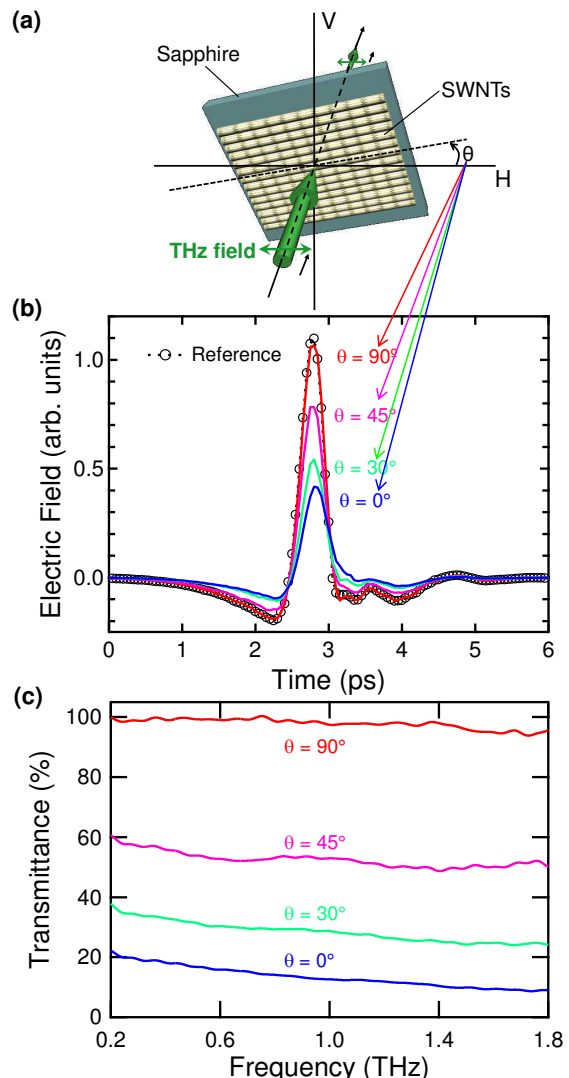 (a)
V
Sapphire
SWNTs
θ
H
THz field
(b)
Electric Field (arb. units)
1.0
0.5
0.0
Reference
θ = 90°
θ = 45°
θ = 30°
θ = 0°
0 1 2 3 4 5 6
Time (ps)
(c)
Transmittance (%)
100
80
60
40
20
0
θ = 90°
θ = 45°
θ = 30°
θ = 0°
0.2 0.6 1.0 1.4 1.8
Frequency (THz)